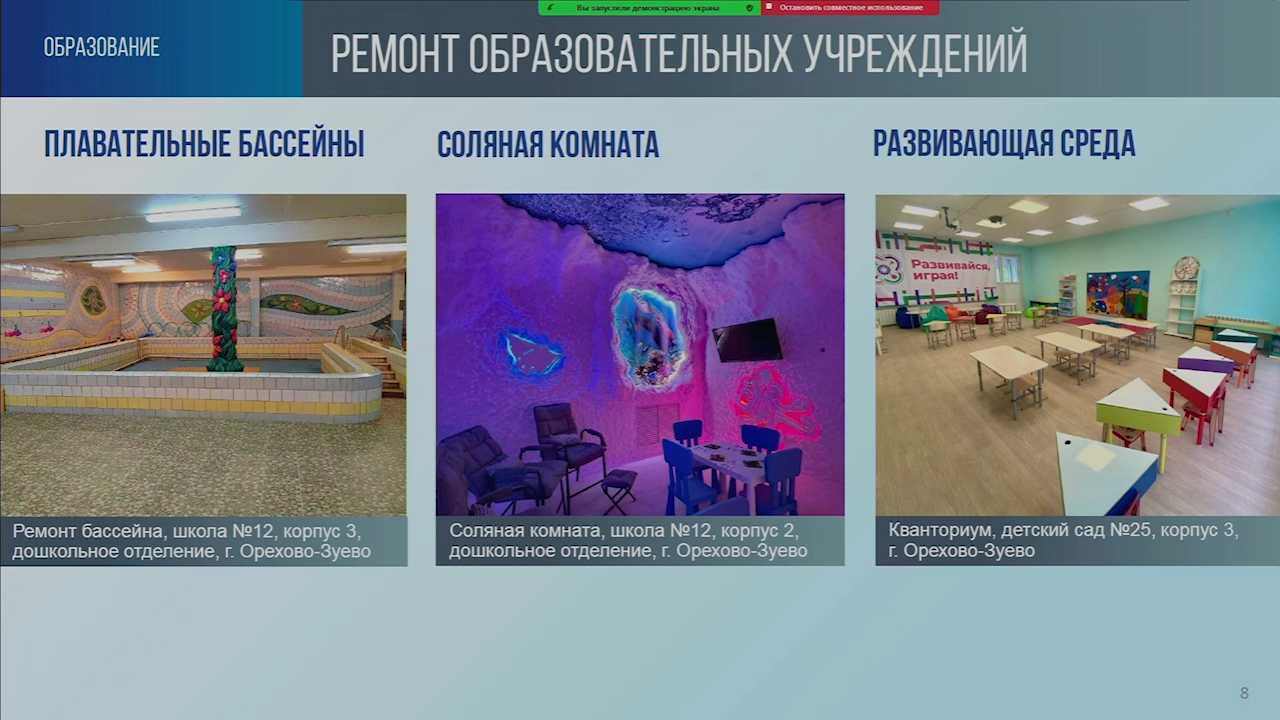 Вы запустили демонстрацию экрана
Остановить совместное использование
ОБРАЗОВАНИЕ
РЕМОНТ ОБРАЗОВАТЕЛЬНЫХ УЧРЕЖДЕНИЙ
ПЛАВАТЕЛЬНЫЕ БАССЕЙНЫ
СОЛЯНАЯ КОМНАТА
РАЗВИВАЮЩАЯ СРЕДА
Развивайся,
играя!
Ремонт бассейна, школа №12, корпус 3,
дошкольное отделение, г. Орехово-Зуево
Соляная комната, школа №12, корпус 2,
дошкольное отделение, г. Орехово-Зуево
Кванториум, детский сад №25, корпус 3,
г. Орехово-Зуево
8